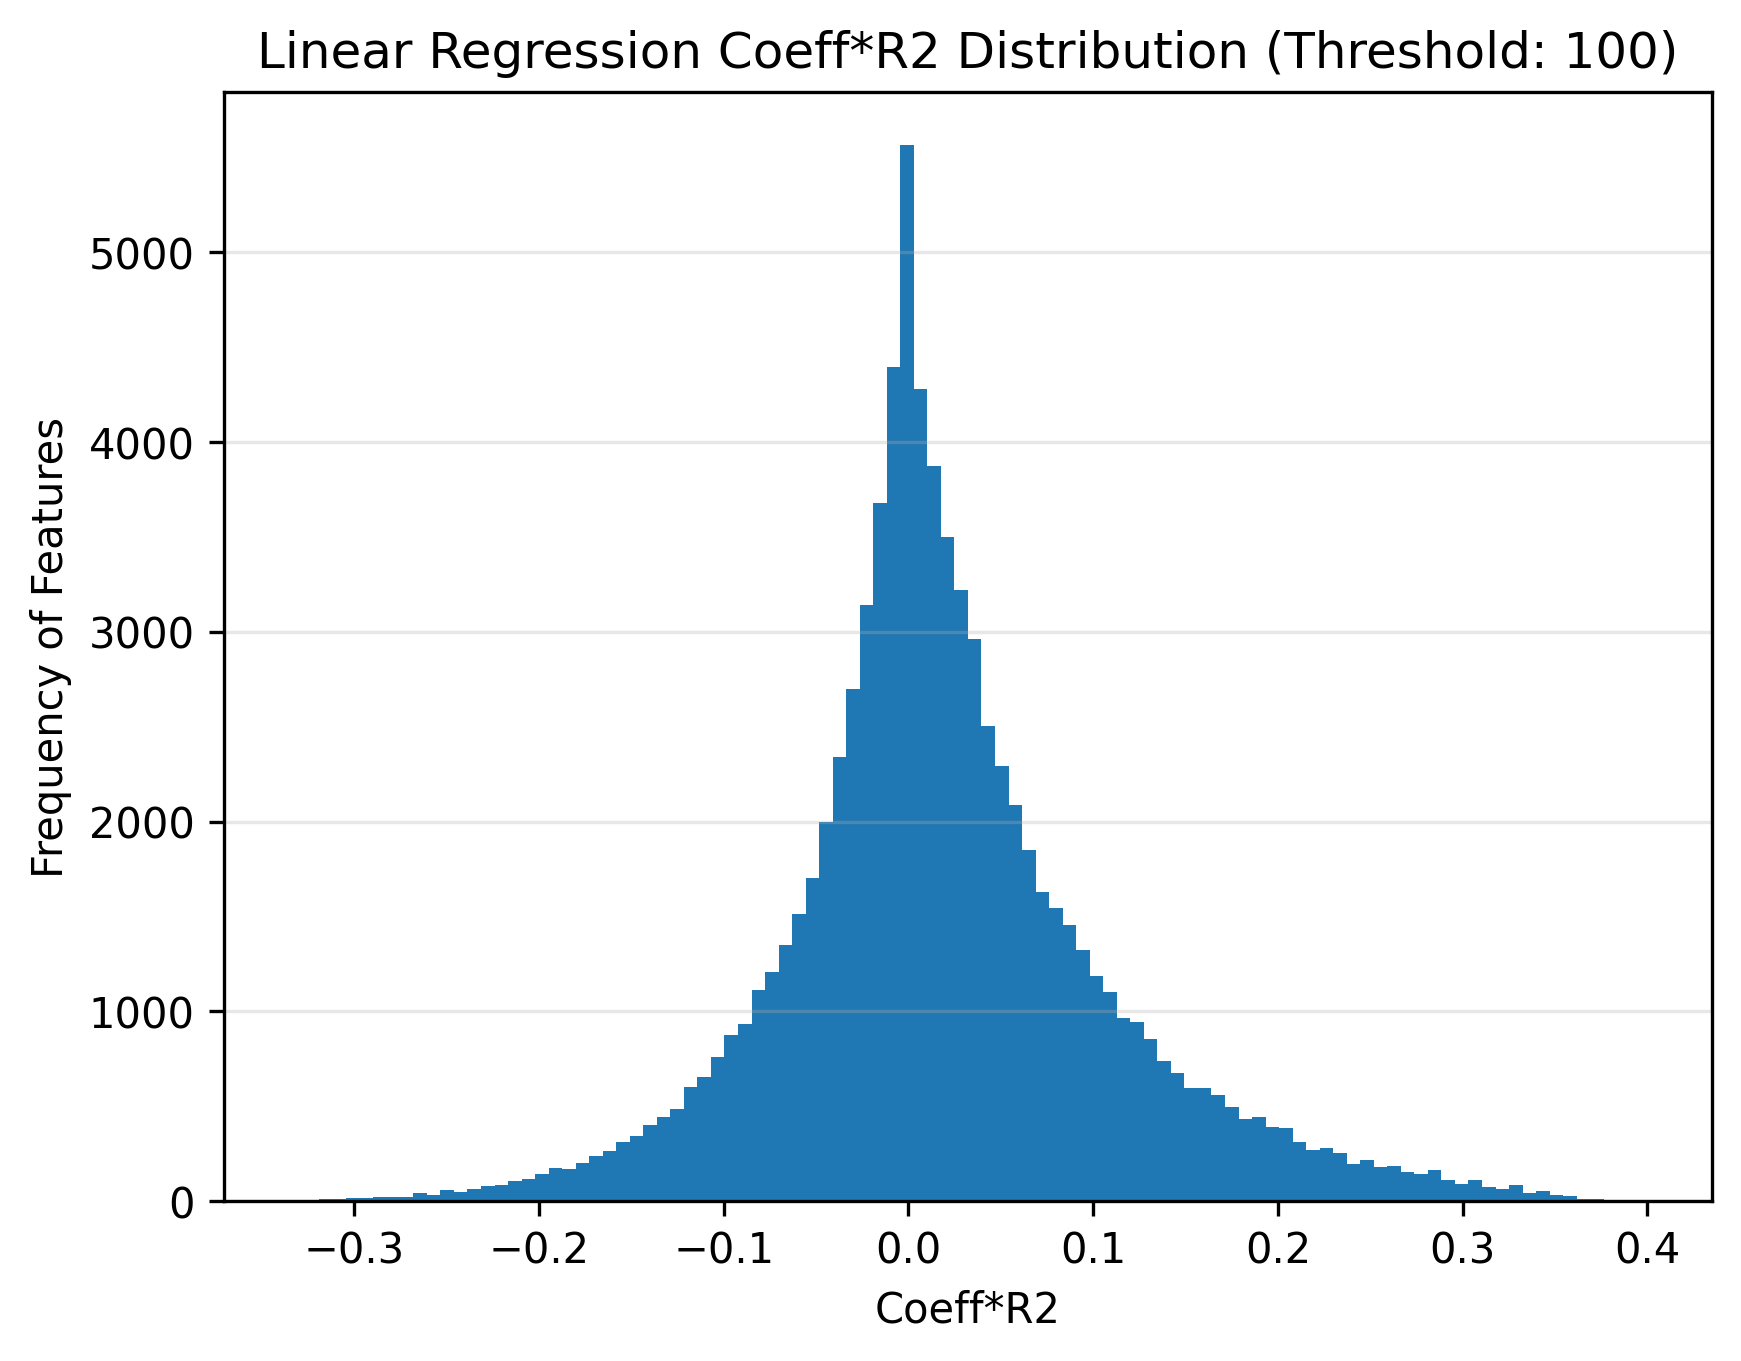 Linear Regression Coeff*R2 Distribution (Threshold: 100)
Frequency of Features
5000
4000
3000
2000
1000
0
−0.3 −0.2 −0.1 0.0 0.1 0.2 0.3 0.4
Coeff*R2